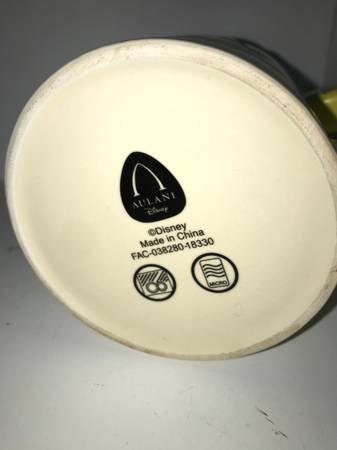 AULANI
Disney
©Disney
Made in China
FAC-038280-18330
MICRO